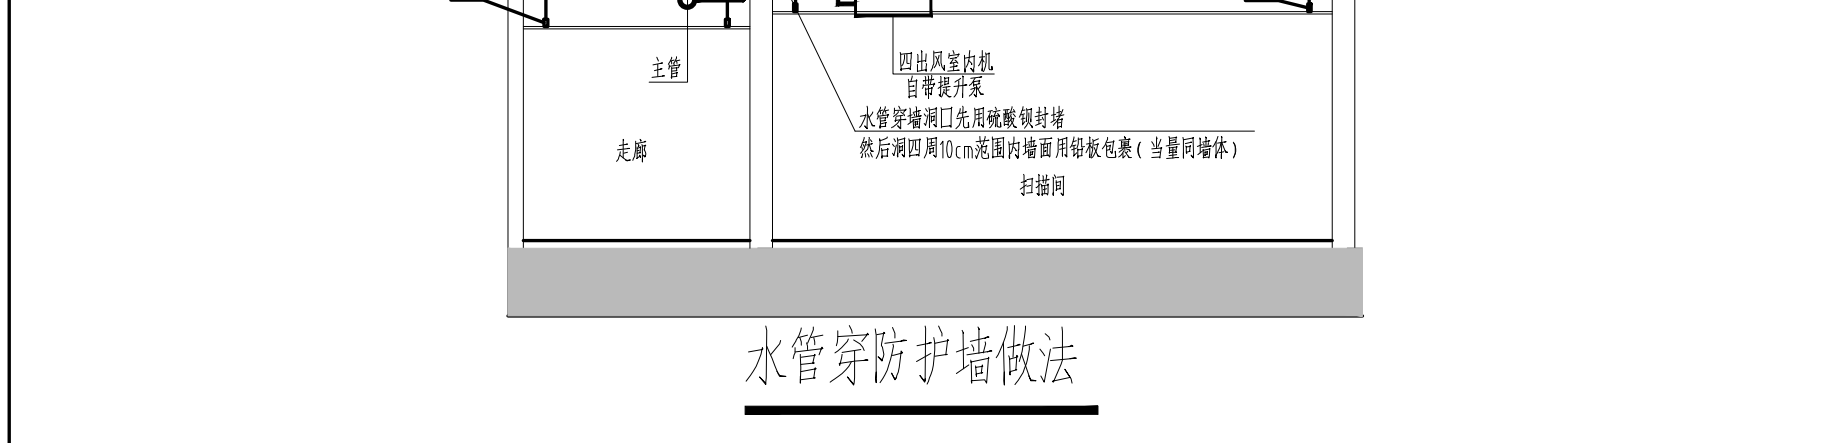 四出风室内机
主管
自带提升泵
水管穿墙洞口先用硫酸钡封堵
然后洞四周10cm范围内墙面用铅板包裹(当量同墙体)
走廊
扫描间
水管穿防护墙做法